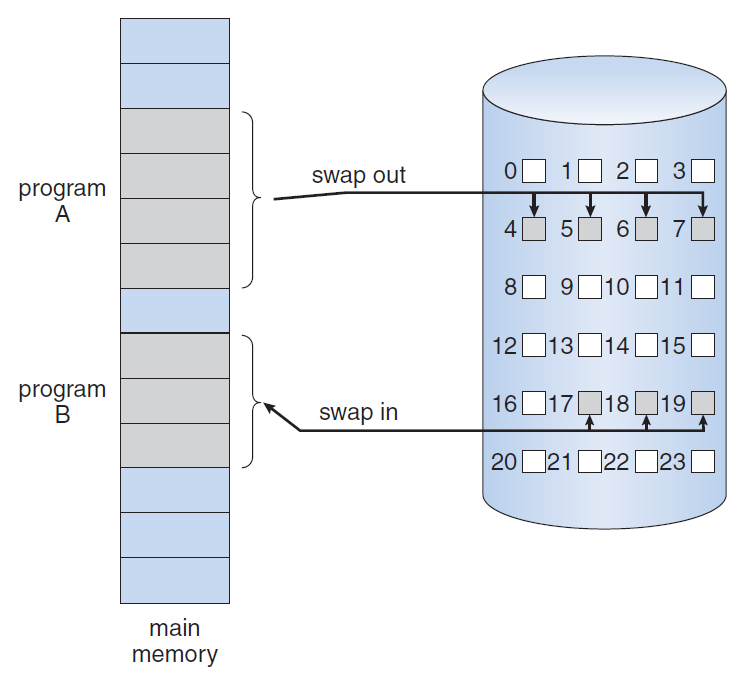 program
A
swap out
0 1 2 3
4 5 6 7
8 9 10 11
12 13 14 15
program
B
swap in
16 17 18 19
20 21 22 23
main
memory